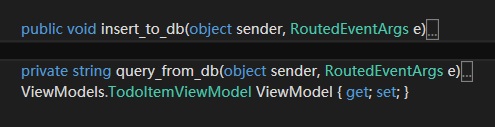 public void insert_to_db(object sender, RoutedEventArgs e)...
private string query_from_db(object sender, RoutedEventArgs e)...
ViewModels.TodoItemViewModel ViewModel { get; set; }